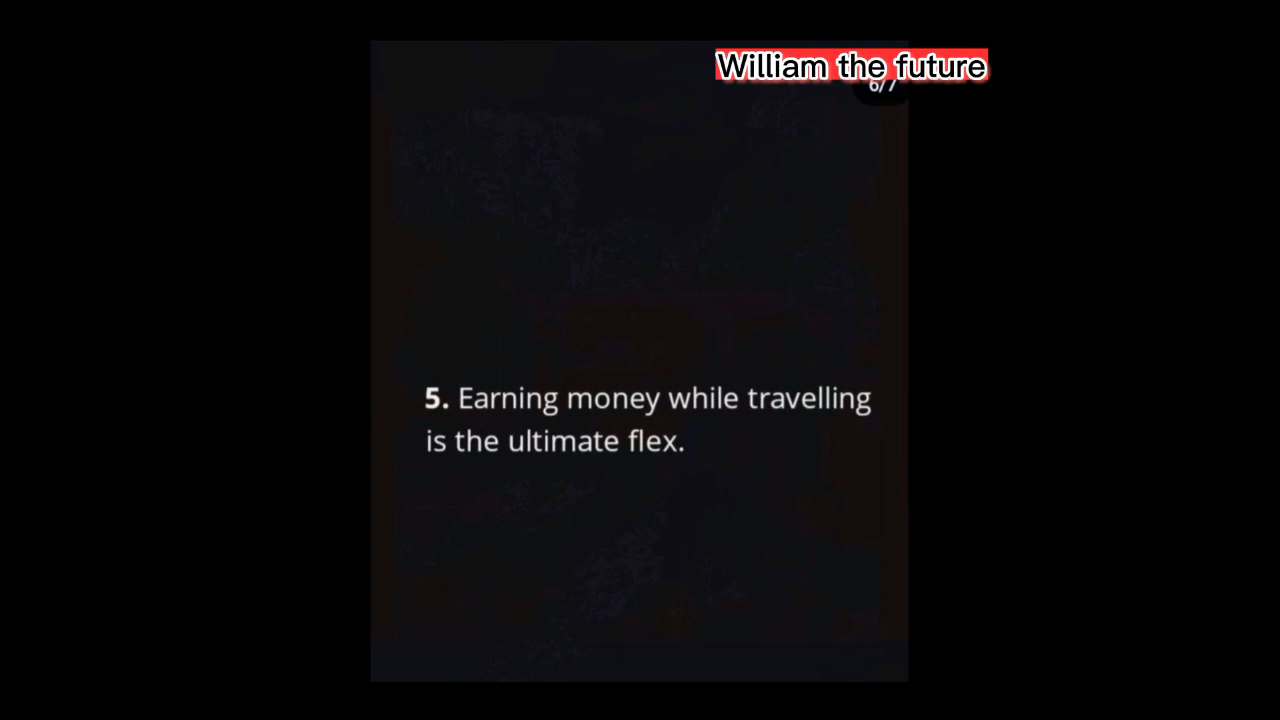 William the future
6/7
5. Earning money while travelling
is the ultimate flex.